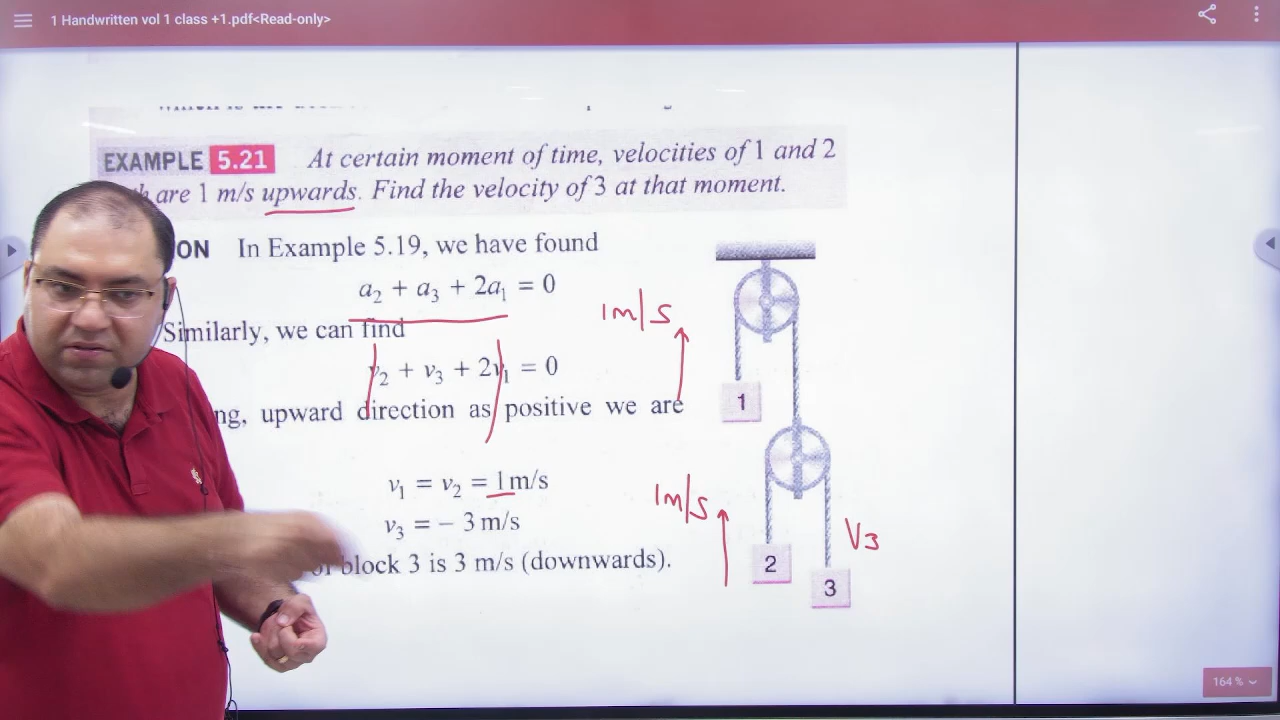 1 Handwritten vol 1 class +1.pdf<Read-only>
EXAMPLE 5.21 At certain moment of time, velocities of 1 and 2
are 1 m/s upwards. Find the velocity of 3 at that moment.
ON In Example 5.19, we have found
a₂ + a₃ + 2a₁ = 0
1m/s
Similarly, we can find
v₂ + v₃ + 2v₁ = 0
1
ng, upward direction as positive we are
v₁ = v₂ = 1 m/s
1m/s
v₃ = – 3 m/s
V3
block 3 is 3 m/s (downwards).
2
3
164 %